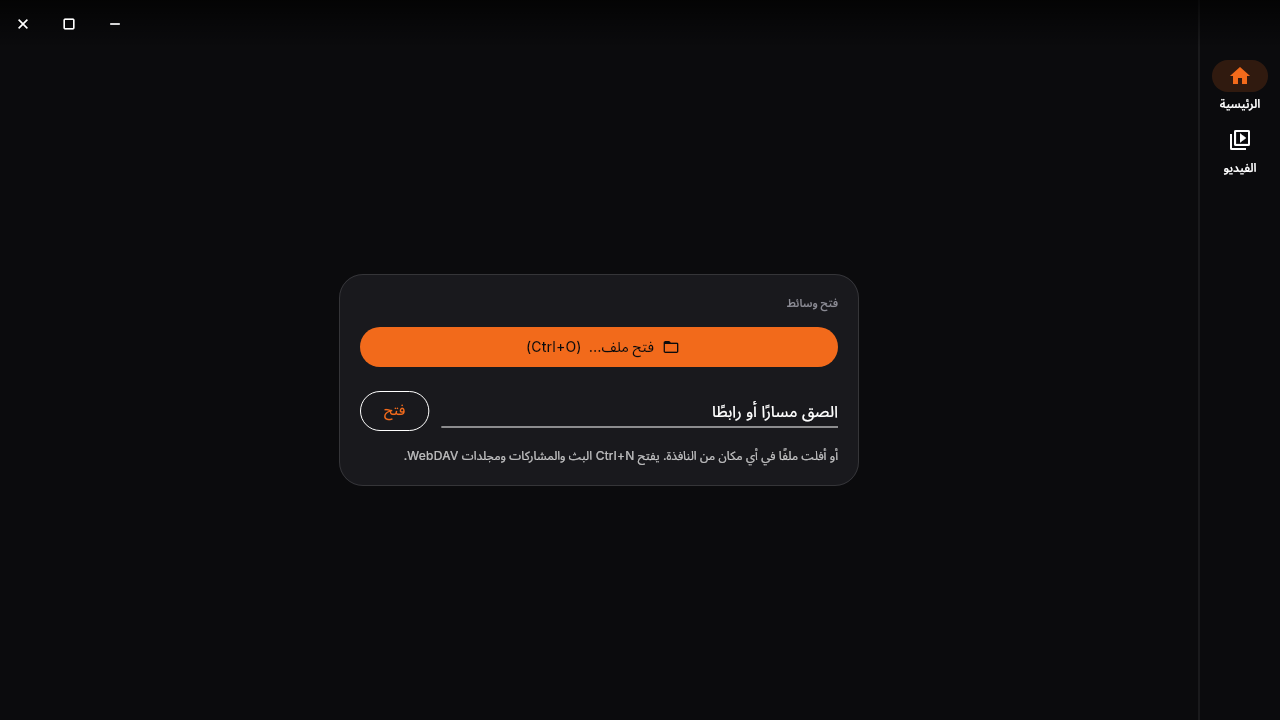 الرئيسية
الفيديو
فتح وسائط
فتح ملف... (Ctrl+O)
الصق مسارًا أو رابطًا
فتح
أو أفلت ملفًا في أي مكان من النافذة. يفتح Ctrl+N البث والمشاركات ومجلدات WebDAV.